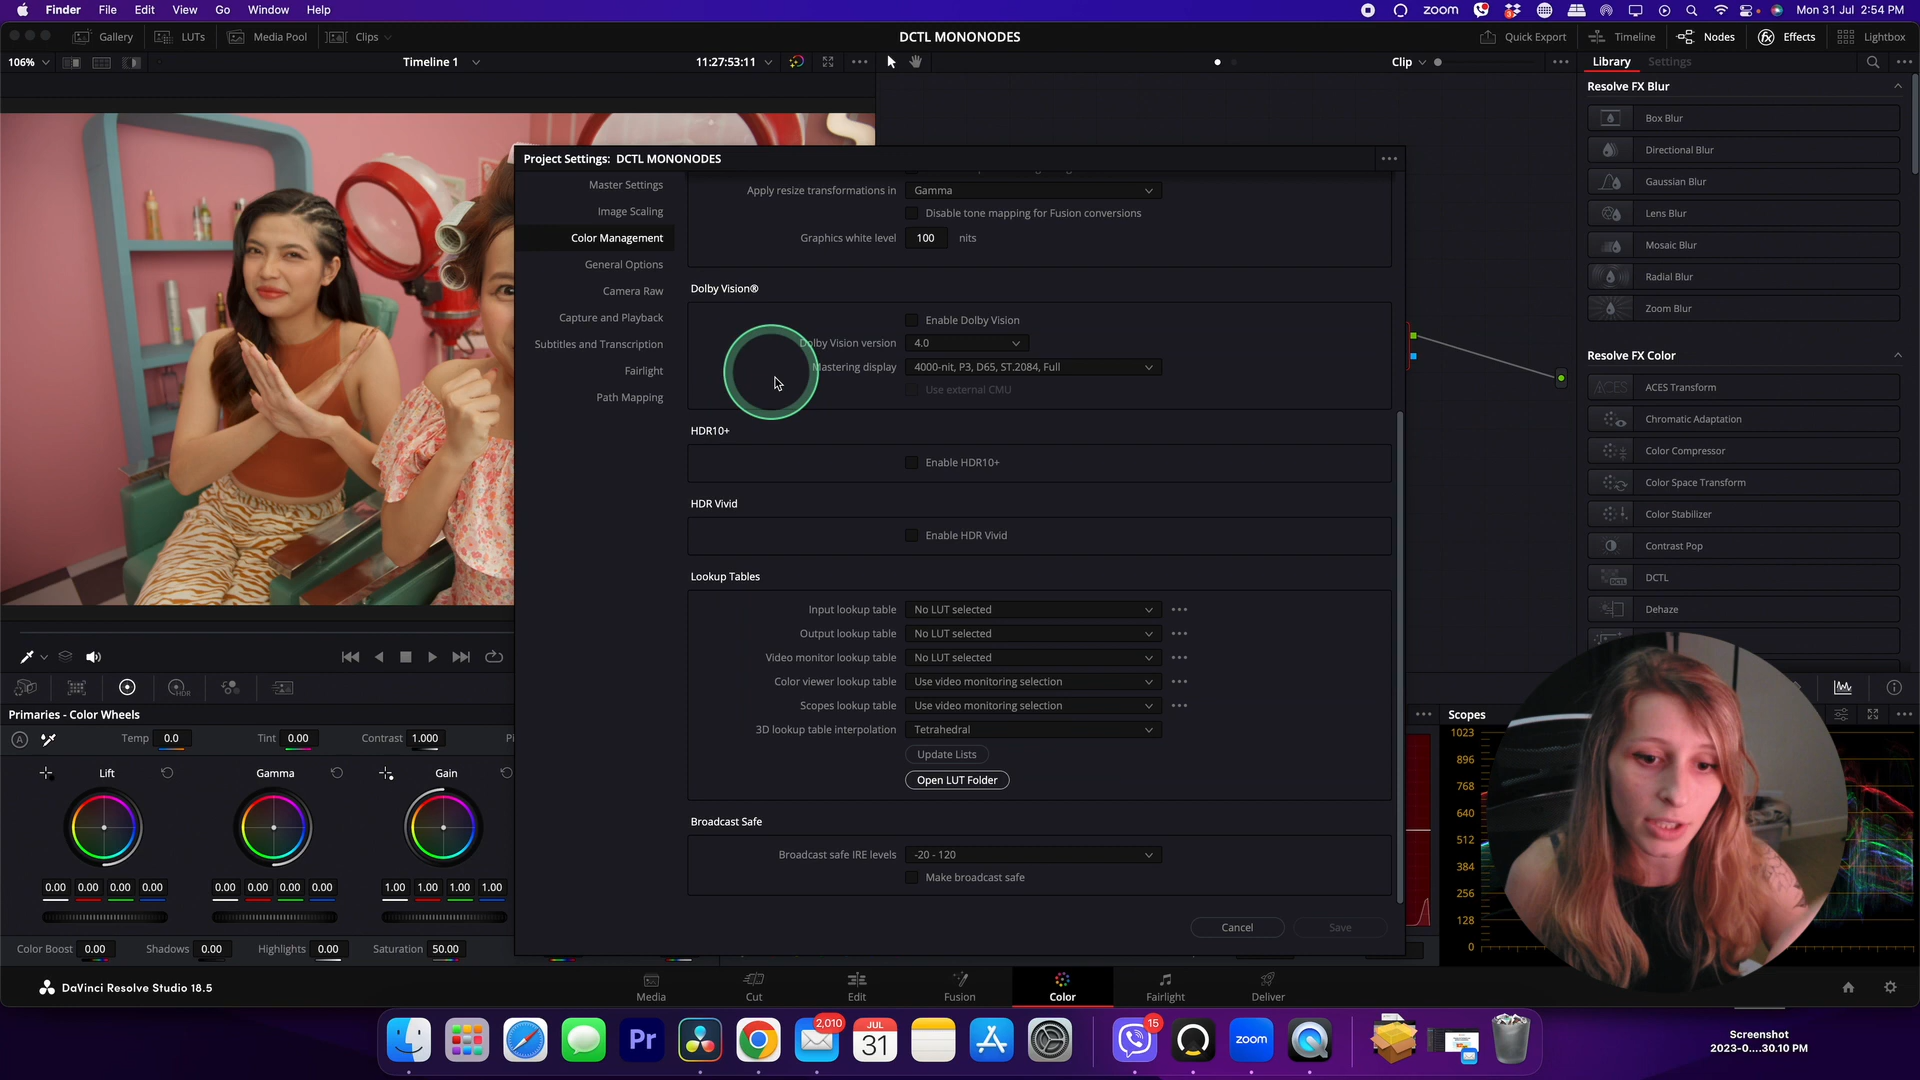 Finder File Edit View Go Window Help
zoom Mon 31 Jul 2:54 PM
Gallery LUTs Media Pool Clips
DCTL MONONODES
Quick Export Timeline Nodes Effects Lightbox
106% Timeline 1 11:27:53:11 Clip
Library Settings
Resolve FX Blur
Box Blur
Directional Blur
Gaussian Blur
Lens Blur
Mosaic Blur
Radial Blur
Zoom Blur
Resolve FX Color
ACES Transform
Chromatic Adaptation
Color Compressor
Color Space Transform
Color Stabilizer
Contrast Pop
DCTL
Dehaze
Project Settings: DCTL MONONODES
Master Settings
Image Scaling
Color Management
General Options
Camera Raw
Capture and Playback
Subtitles and Transcription
Fairlight
Path Mapping
Apply resize transformations in Gamma
Disable tone mapping for Fusion conversions
Graphics white level 100 nits
Dolby Vision®
Enable Dolby Vision
Dolby Vision version 4.0
Mastering display 4000-nit, P3, D65, ST.2084, Full
Use external CMU
HDR10+
Enable HDR10+
HDR Vivid
Enable HDR Vivid
Lookup Tables
Input lookup table No LUT selected
Output lookup table No LUT selected
Video monitor lookup table No LUT selected
Color viewer lookup table Use video monitoring selection
Scopes lookup table Use video monitoring selection
3D lookup table interpolation Tetrahedral
Update Lists
Open LUT Folder
Broadcast Safe
Broadcast safe IRE levels -20 - 120
Make broadcast safe
Cancel Save
HDR
Primaries - Color Wheels
A Temp 0.0 Tint 0.00 Contrast 1.000
Lift Gamma Gain
0.00 0.00 0.00 0.00 0.00 0.00 0.00 0.00 1.00 1.00 1.00 1.00
Color Boost 0.00 Shadows 0.00 Highlights 0.00 Saturation 50.00
Scopes
1023
896
768
640
512
384
256
128
0
DaVinci Resolve Studio 18.5
Media Cut Edit Fusion Color Fairlight Deliver
Pr 2,010 JUL 31 15 zoom
Screenshot
2023-0....30.10 PM